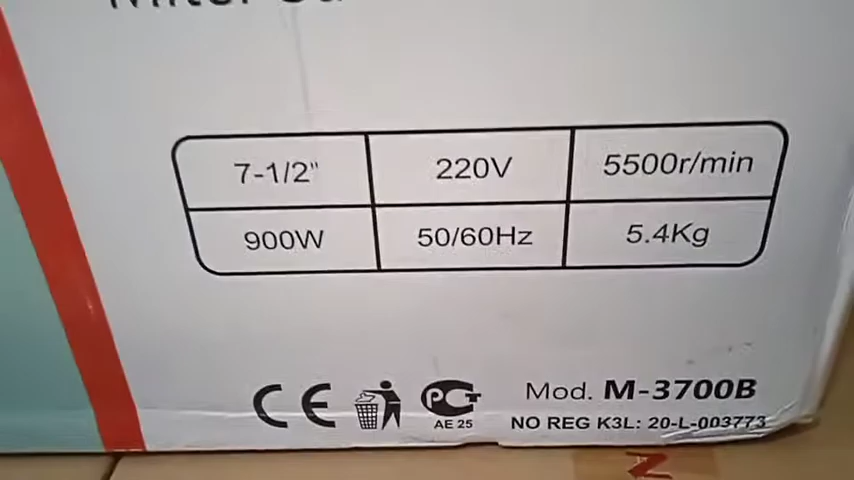 7-1/2" 220V 5500r/min
900W 50/60Hz 5.4Kg
CE PCT Mod. M-3700B
AE 25 NO REG K3L: 20-L-003773